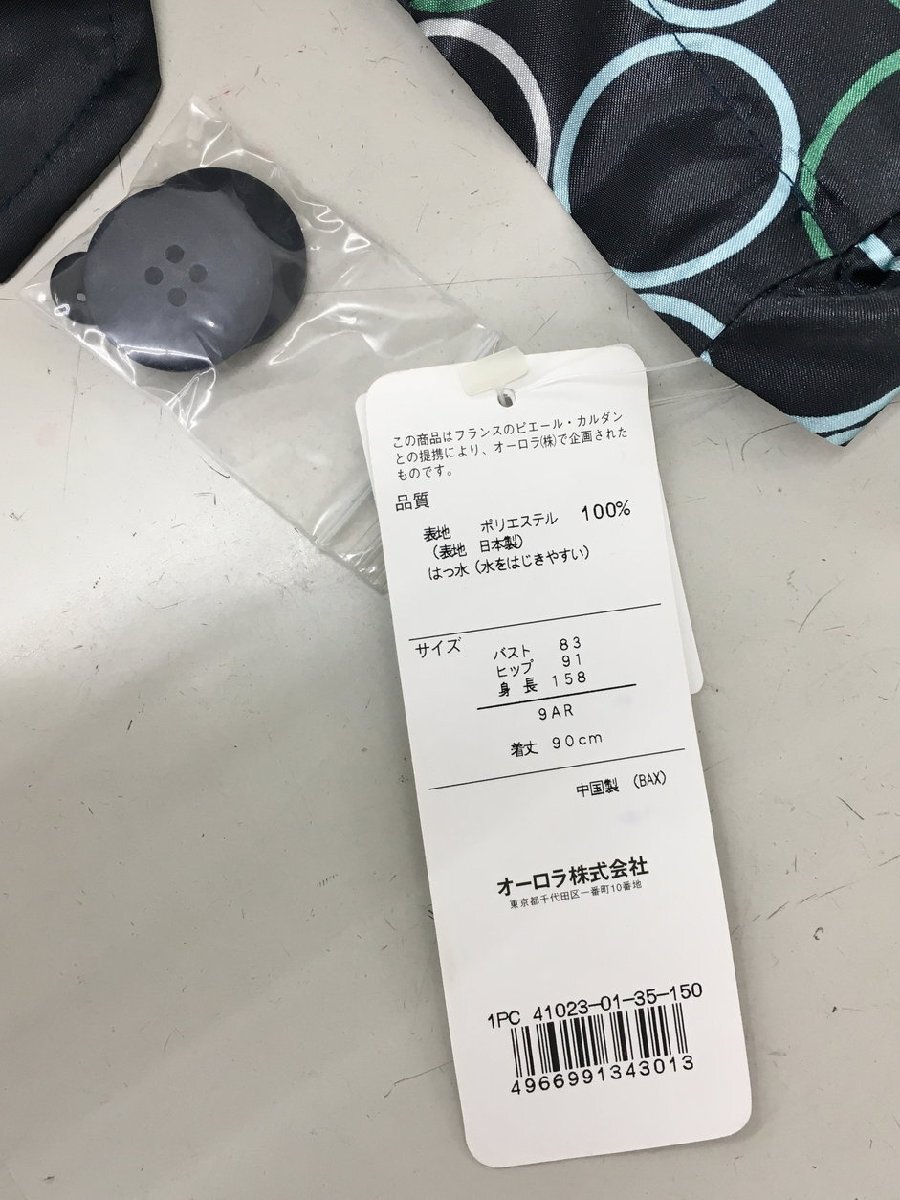 この商品はフランスのピエール・カルダン
との提携により、オーロラ(株)で企画された
ものです。
品質
表地 ポリエステル 100%
(表地 日本製)
はっ水(水をはじきやすい)
サイズ
バスト 83
ヒップ 91
身長 158
9AR
着丈 90cm
中国製 (BAX)
オーロラ株式会社
東京都千代田区一番町10番地
1PC 41023-01-35-150
4966991343013